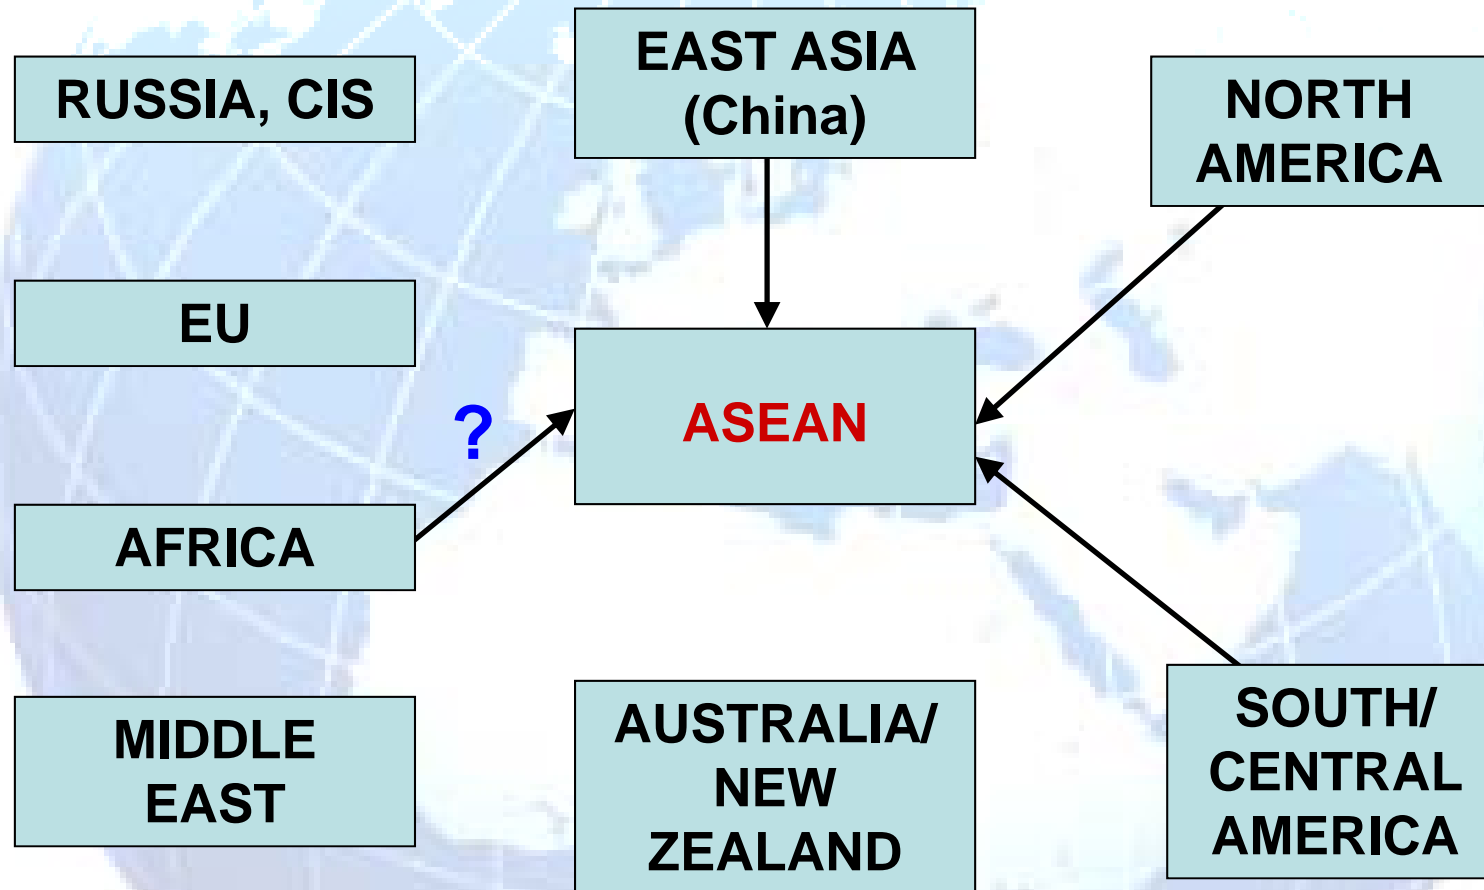 RUSSIA, CIS
EAST ASIA
(China)
NORTH
AMERICA
EU
?
ASEAN
AFRICA
MIDDLE
EAST
AUSTRALIA/
NEW
ZEALAND
SOUTH/
CENTRAL
AMERICA